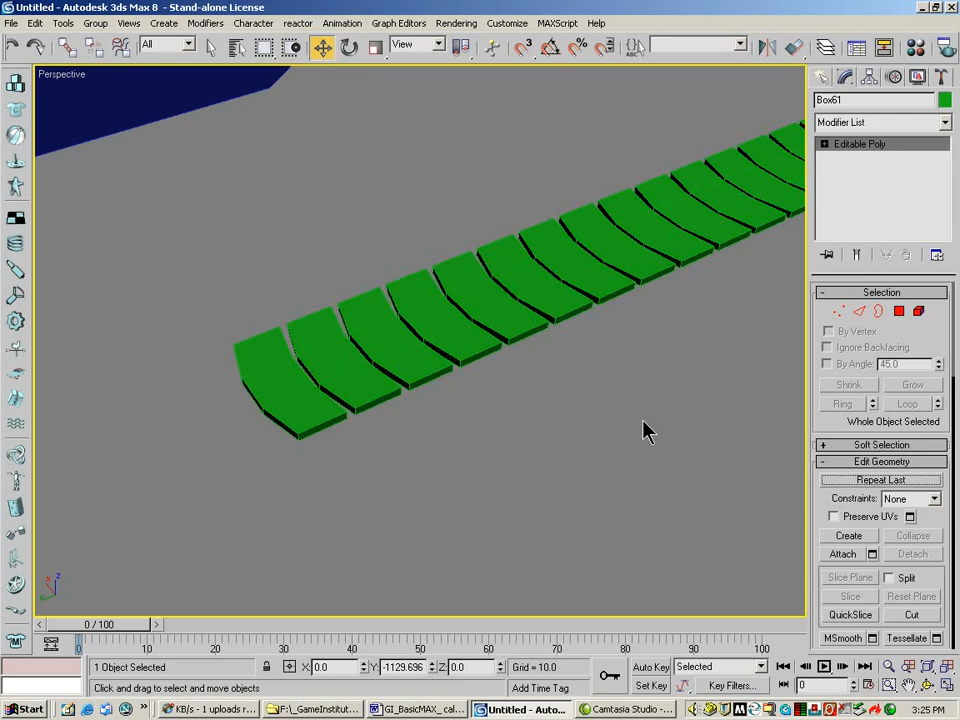 Untitled - Autodesk 3ds Max 8 - Stand-alone License
File Edit Tools Group Views Create Modifiers Character reactor Animation Graph Editors Rendering Customize MAXScript Help
All
View
Perspective
Box61
Modifier List
Editable Poly
Selection
By Vertex
Ignore Backfacing
By Angle: 45.0
Shrink Grow
Ring Loop
Whole Object Selected
Soft Selection
Edit Geometry
Repeat Last
Constraints: None
Preserve UVs
Create Collapse
Attach Detach
Slice Plane Split
Slice Reset Plane
QuickSlice Cut
MSmooth Tessellate
0 / 100
0 10 20 30 40 50 60 70 80 90 100
1 Object Selected X: 0.0 Y: -1129.696 Z: 0.0 Grid = 10.0 Auto Key Selected
Click and drag to select and move objects Add Time Tag Set Key Key Filters... 0
Start KB/s - 1 uploads r... F:\_GameInstitut... GI_BasicMAX_ cal... Untitled - Auto... Camtasia Studio - ... 3:25 PM